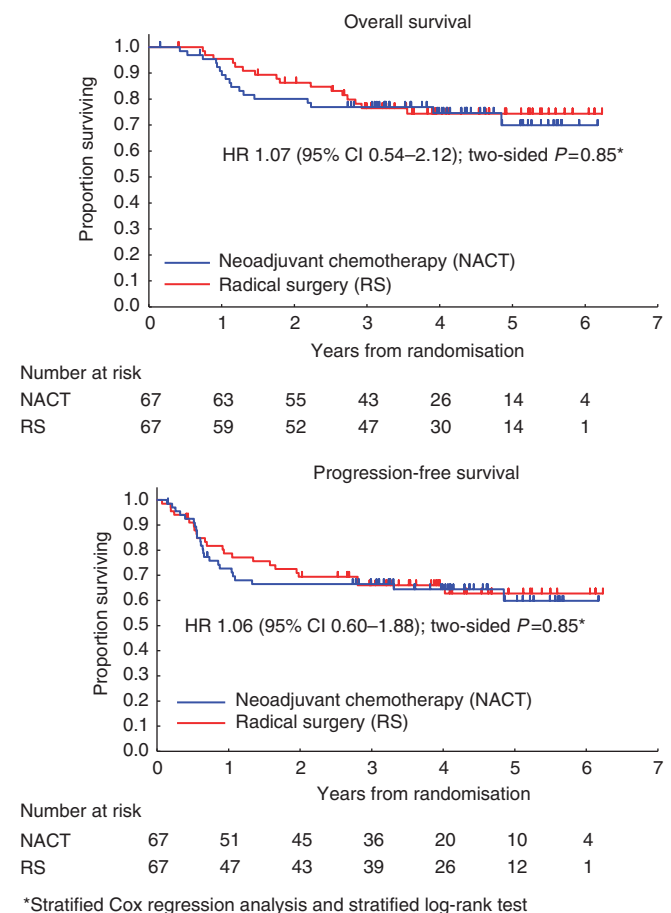 Overall survival
1.0
0.9
0.8
0.7
0.6
0.5
0.4
0.3
0.2
0.1
0.0
Proportion surviving
HR 1.07 (95% CI 0.54–2.12); two-sided P=0.85*
Neoadjuvant chemotherapy (NACT)
Radical surgery (RS)
0 1 2 3 4 5 6 7
Years from randomisation
Number at risk
NACT 67 63 55 43 26 14 4
RS 67 59 52 47 30 14 1
Progression-free survival
1.0
0.9
0.8
0.7
0.6
0.5
0.4
0.3
0.2
0.1
0.0
Proportion surviving
HR 1.06 (95% CI 0.60–1.88); two-sided P=0.85*
Neoadjuvant chemotherapy (NACT)
Radical surgery (RS)
0 1 2 3 4 5 6 7
Years from randomisation
Number at risk
NACT 67 51 45 36 20 10 4
RS 67 47 43 39 26 12 1
*Stratified Cox regression analysis and stratified log-rank test